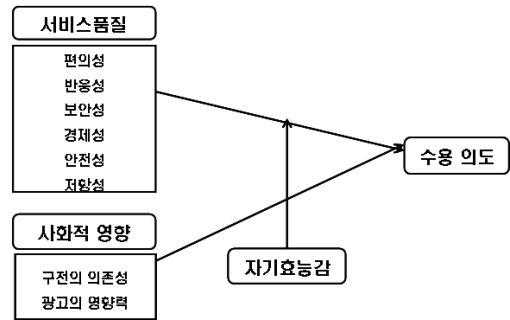 서비스품질
편의성
반응성
보안성
경제성
안전성
저항성
수용 의도
사화적 영향
구전의 의존성
광고의 영향력
자기효능감